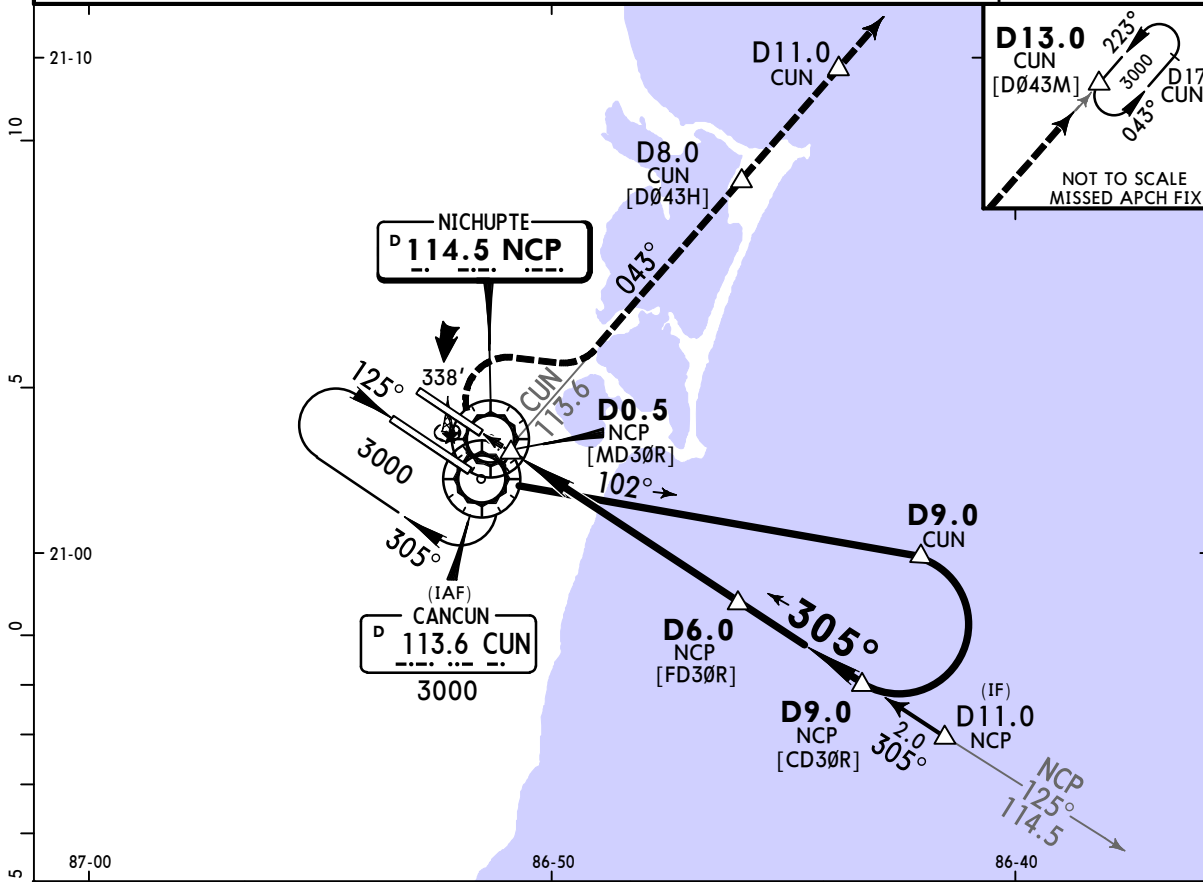 21-10
10
5
21-00
0
5
87-00
86-50
86-40
D11.0
CUN
D8.0
CUN
[DØ43H]
043°
D13.0
CUN
[DØ43M]
223°
3000
043°
D17
CUN
NOT TO SCALE
MISSED APCH FIX
NICHUPTE
D 114.5 NCP
338'
125°
3000
305°
CUN
113.6
D0.5
NCP
[MD3ØR]
102°
D9.0
CUN
(IAF)
CANCUN
D 113.6 CUN
3000
305°
D6.0
NCP
[FD3ØR]
D9.0
NCP
[CD3ØR]
(IF)
D11.0
NCP
2.0
305°
NCP
125°
114.5